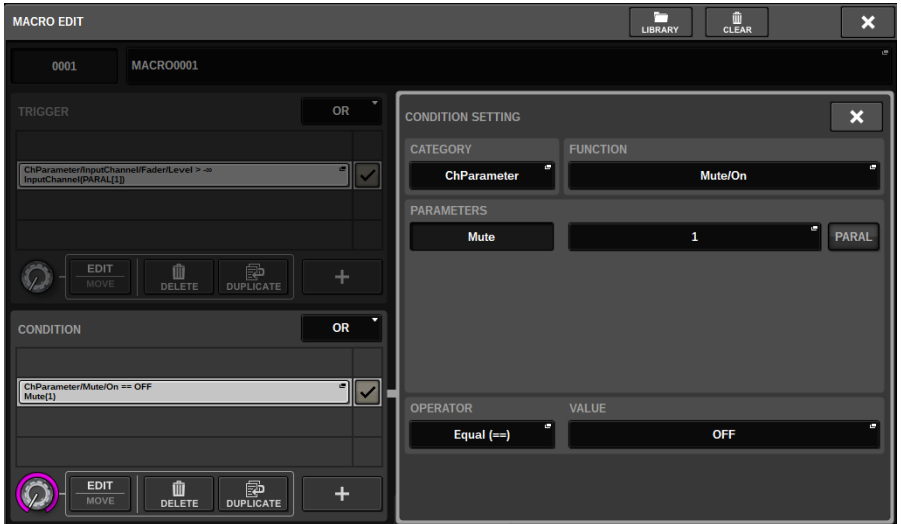 MACRO EDIT
LIBRARY
CLEAR
0001
MACRO0001
TRIGGER
OR
ChParameter/InputChannel/Fader/Level > -∞
InputChannel(PARAL[1])
EDIT
MOVE
DELETE
DUPLICATE
+
CONDITION
OR
ChParameter/Mute/On == OFF
Mute(1)
EDIT
MOVE
DELETE
DUPLICATE
+
CONDITION SETTING
CATEGORY
FUNCTION
ChParameter
Mute/On
PARAMETERS
Mute
1
PARAL
OPERATOR
VALUE
Equal (==)
OFF